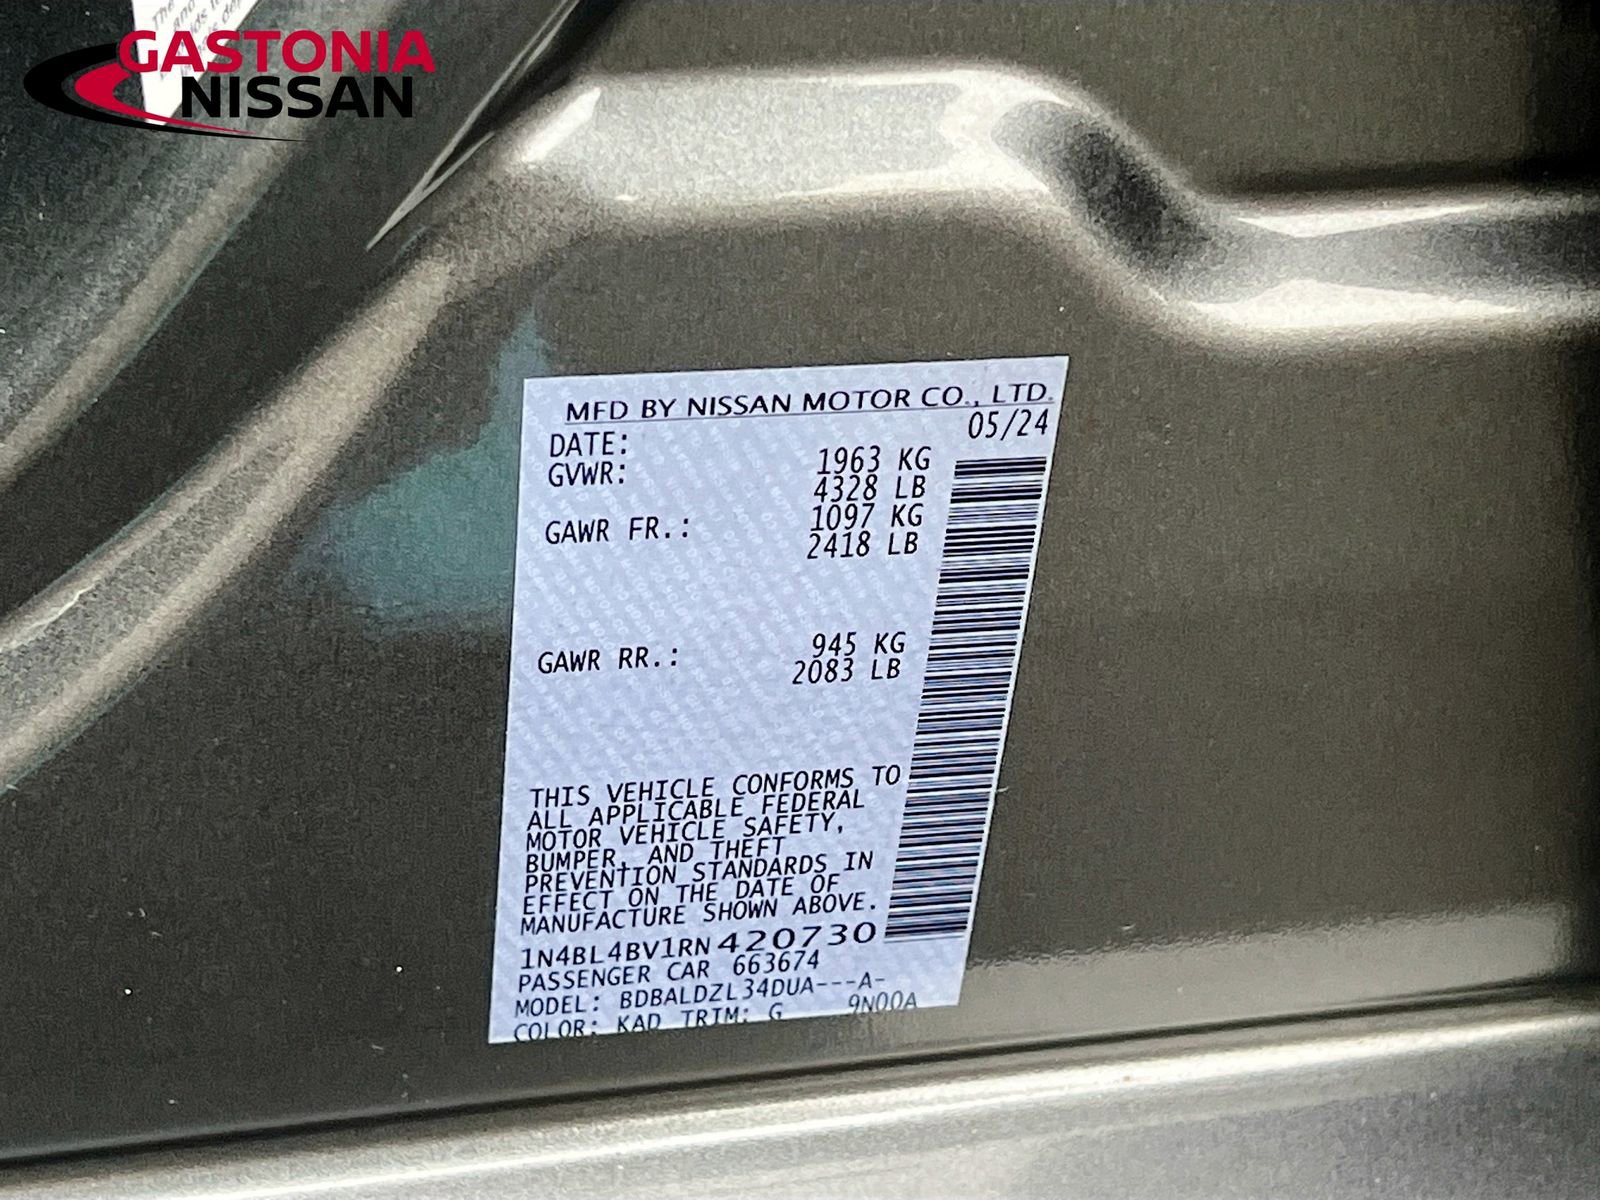 GASTONIA
NISSAN
MFD BY NISSAN MOTOR CO., LTD.
DATE: 05/24
GVWR: 1963 KG
4328 LB
GAWR FR.: 1097 KG
2418 LB
GAWR RR.: 945 KG
2083 LB
THIS VEHICLE CONFORMS TO
ALL APPLICABLE FEDERAL
MOTOR VEHICLE SAFETY,
BUMPER, AND THEFT
PREVENTION STANDARDS IN
EFFECT ON THE DATE OF
MANUFACTURE SHOWN ABOVE.
1N4BL4BV1RN420730
PASSENGER CAR 663674
MODEL: BDBALDZL34DUA---A-
COLOR: KAD TRIM: G 9N00A